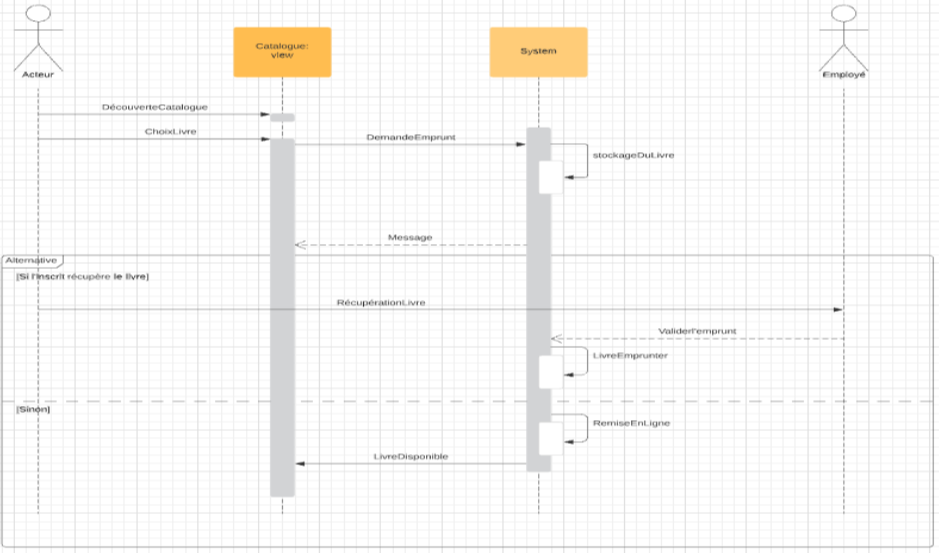 Catalogue:
view
System
Acteur
Employé
DécouverteCatalogue
ChoixLivre
DemandeEmprunt
stockageDuLivre
Message
Alternative
[Si l'inscrit récupère le livre]
RécupérationLivre
Validerl'emprunt
LivreEmprunter
[Sinon]
RemiseEnLigne
LivreDisponible